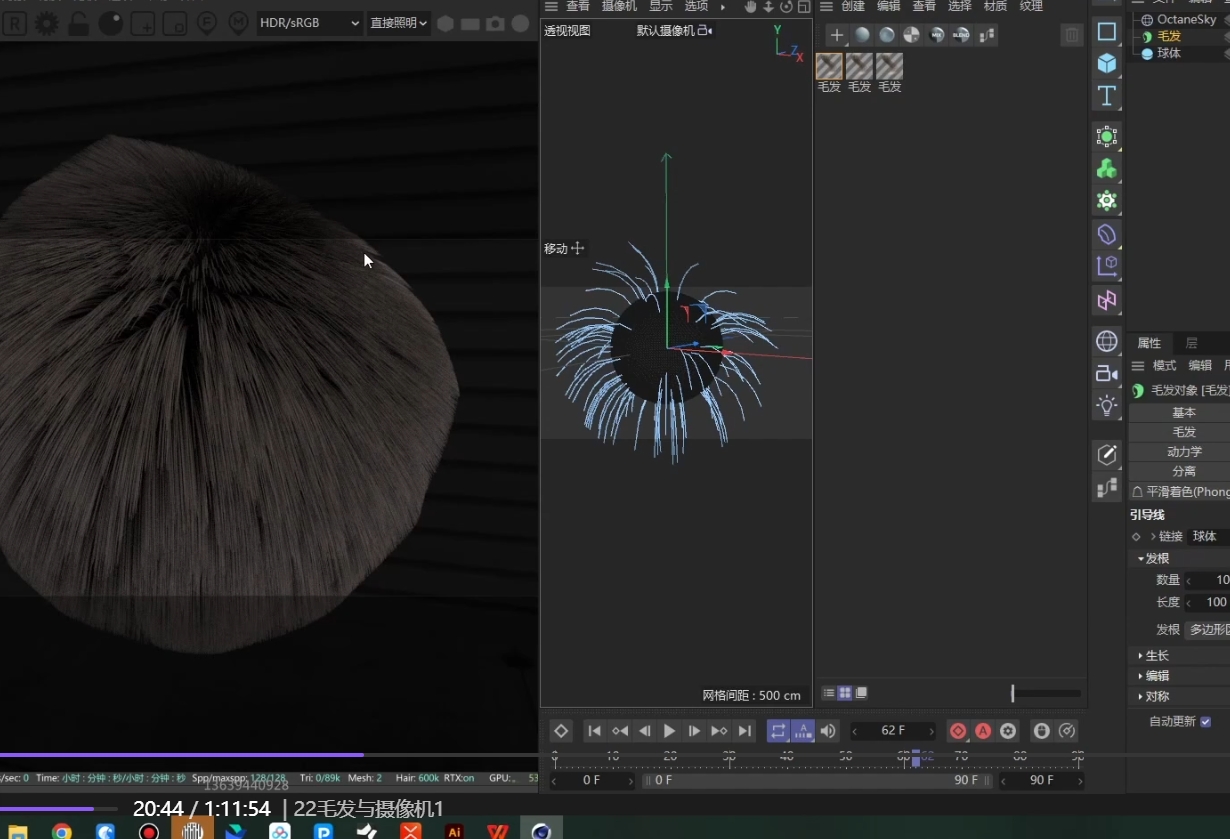 HDR/sRGB
直接照明
查看 摄像机 显示 选项
创建 编辑 查看 选择 材质 纹理
MIX
BLEND
透视视图
默认摄像机
Y
Z
X
毛发 毛发 毛发
移动
网格间距 : 500 cm
OctaneSky
毛发
球体
属性 层
模式 编辑
毛发对象 [毛发]
基本
毛发
动力学
分离
平滑着色(Phong
引导线
链接 球体
发根
数量 10
长度 100
发根 多边形
生长
编辑
对称
自动更新
62 F
0 10 20 30 40 50 60 62 70 80 90
0 F 0 F 90 F 90 F
s/sec: 0 Time: 小时 : 分钟 : 秒/小时 : 分钟 : 秒 Spp/maxspp: 128/128 Tri: 0/89k Mesh: 2 Hair: 600k RTX:on GPU: 53
13639440928
20:44 / 1:11:54 | 22毛发与摄像机1
Ai